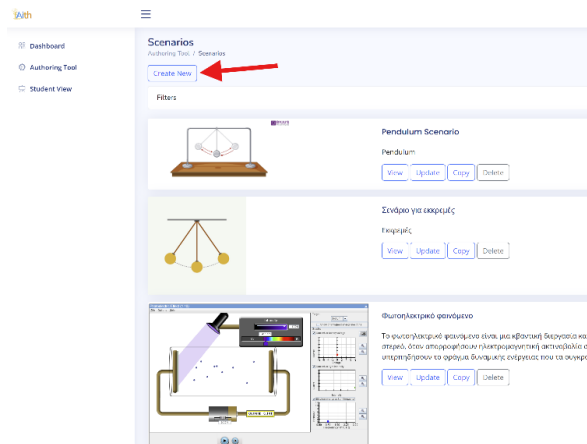 Aith
Dashboard
Authoring Tool
Student View
Scenarios
Authoring Tool / Scenarios
Create New
Filters
Pendulum Scenario
Pendulum
View Update Copy Delete
Σενάριο για εκκρεμές
Εκκρεμές
View Update Copy Delete
Φωτοηλεκτρικό φαινόμενο
Το φωτοηλεκτρικό φαινόμενο είναι μια κβαντική διεργασία κα
στερεό, όταν απορροφήσουν ηλεκτρομαγνητική ακτινοβολία
υπερπηδήσουν το φράγμα δυναμικής ενέργειας που τα συγκρ
View Update Copy Delete